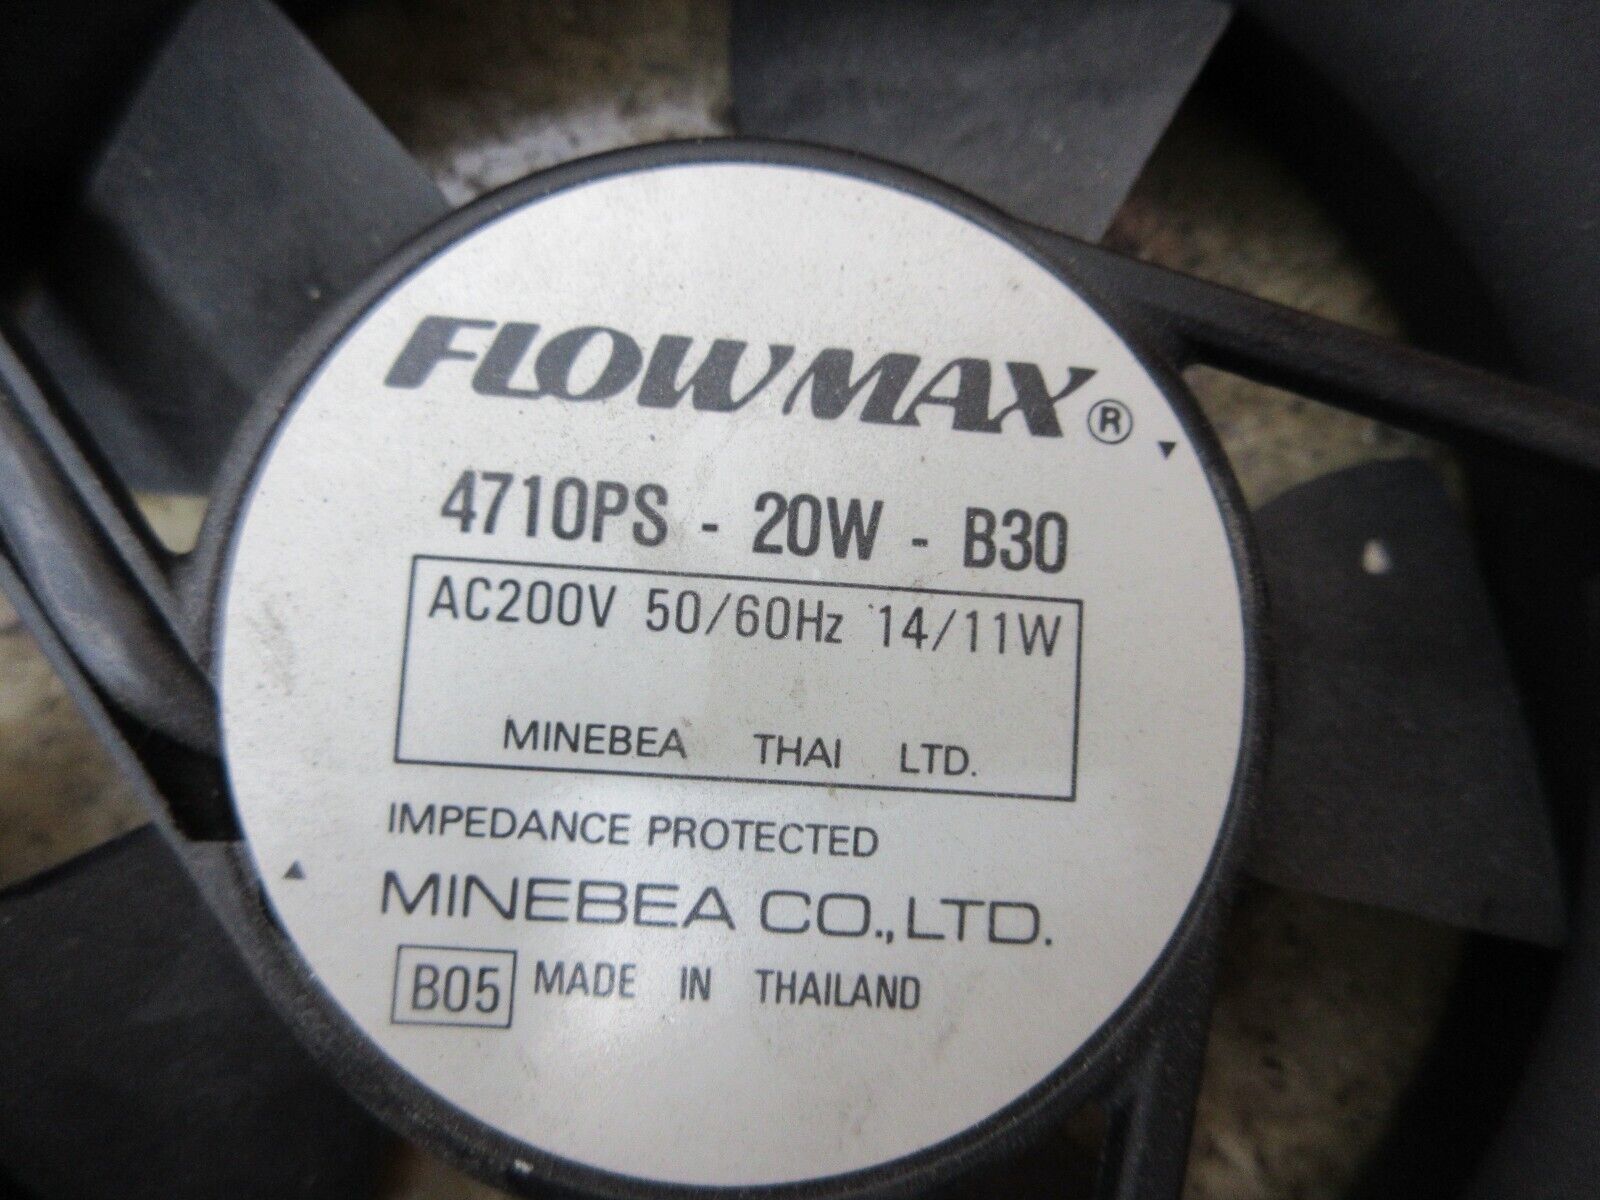 FLOWMAX®
4710PS - 20W - B30
AC200V 50/60Hz 14/11W
MINEBEA THAI LTD.
IMPEDANCE PROTECTED
MINEBEA CO., LTD.
B05 MADE IN THAILAND